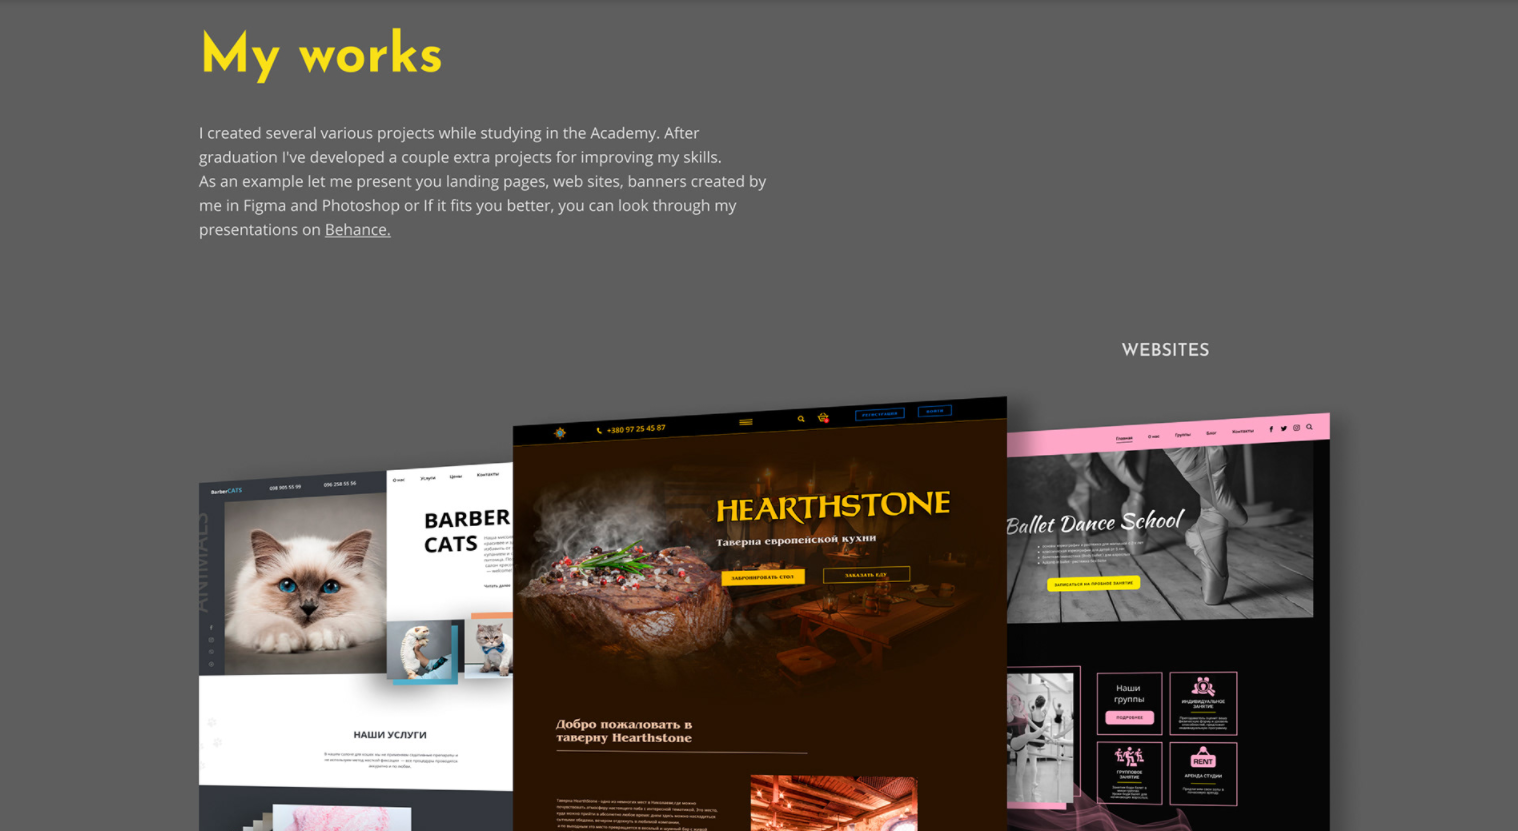 My works
I created several various projects while studying in the Academy. After
graduation I've developed a couple extra projects for improving my skills.
As an example let me present you landing pages, web sites, banners created by
me in Figma and Photoshop or If it fits you better, you can look through my
presentations on Behance.
WEBSITES
BarberCATS
098 905 53 99
096 258 55 56
О нас Услуги Цены Контакты
ANIMALS
BARBER
CATS
Читать далее
НАШИ УСЛУГИ
+380 97 25 45 87
РЕГИСТРАЦИЯ
ВОЙТИ
HEARTHSTONE
Таверна европейской кухни
ЗАБРОНИРОВАТЬ СТОЛ
ЗАКАЗАТЬ ЕДУ
Добро пожаловать в
таверну Hearthstone
Главная О нас Группы Блог Контакты
Ballet Dance School
ЗАПИСАТЬСЯ НА ПРОБНОЕ ЗАНЯТИЕ
Наши
группы
ПОДРОБНЕЕ
ИНДИВИДУАЛЬНОЕ
ЗАНЯТИЕ
ГРУППОВОЕ
ЗАНЯТИЕ
RENT
АРЕНДА СТУДИИ